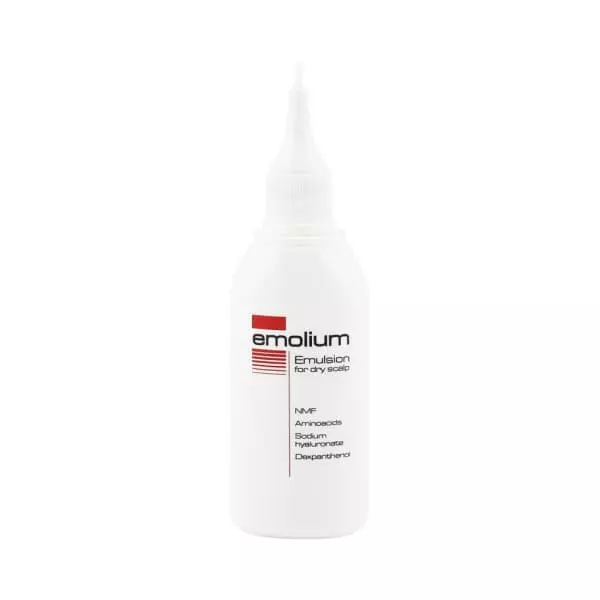 emolium
Emulsion
for dry scalp
NMF
Aminoacids
Sodium
hyaluronate
Dexpanthenol